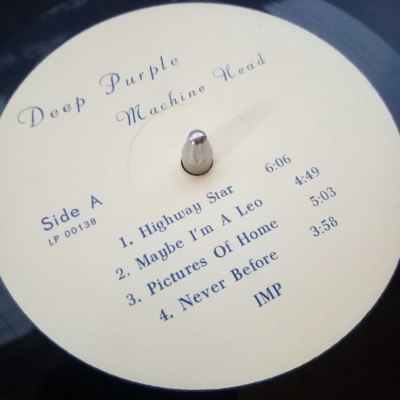 Deep Purple
Machine Head
Side A
LP 00138
1. Highway Star 6:06
2. Maybe I'm A Leo 4:49
3. Pictures Of Home 5:03
4. Never Before 3:58
IMP